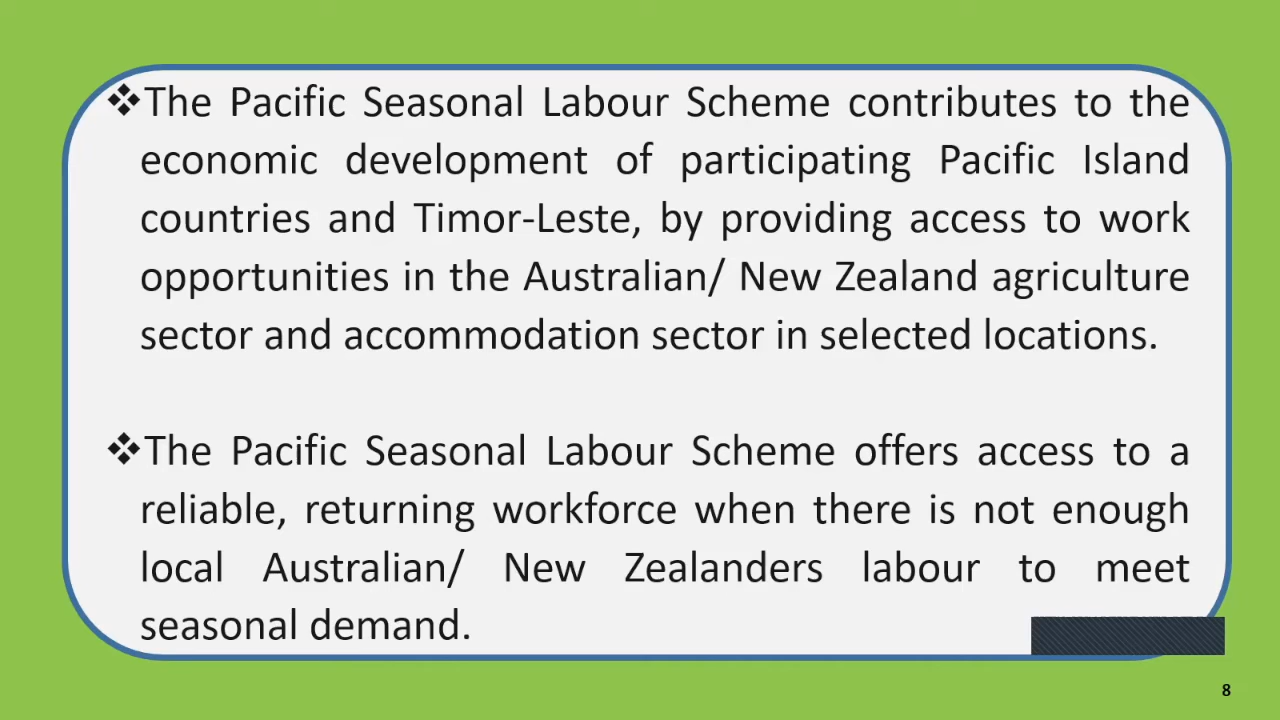 ❖The Pacific Seasonal Labour Scheme contributes to the
economic development of participating Pacific Island
countries and Timor-Leste, by providing access to work
opportunities in the Australian/ New Zealand agriculture
sector and accommodation sector in selected locations.
❖The Pacific Seasonal Labour Scheme offers access to a
reliable, returning workforce when there is not enough
local Australian/ New Zealanders labour to meet
seasonal demand.
8